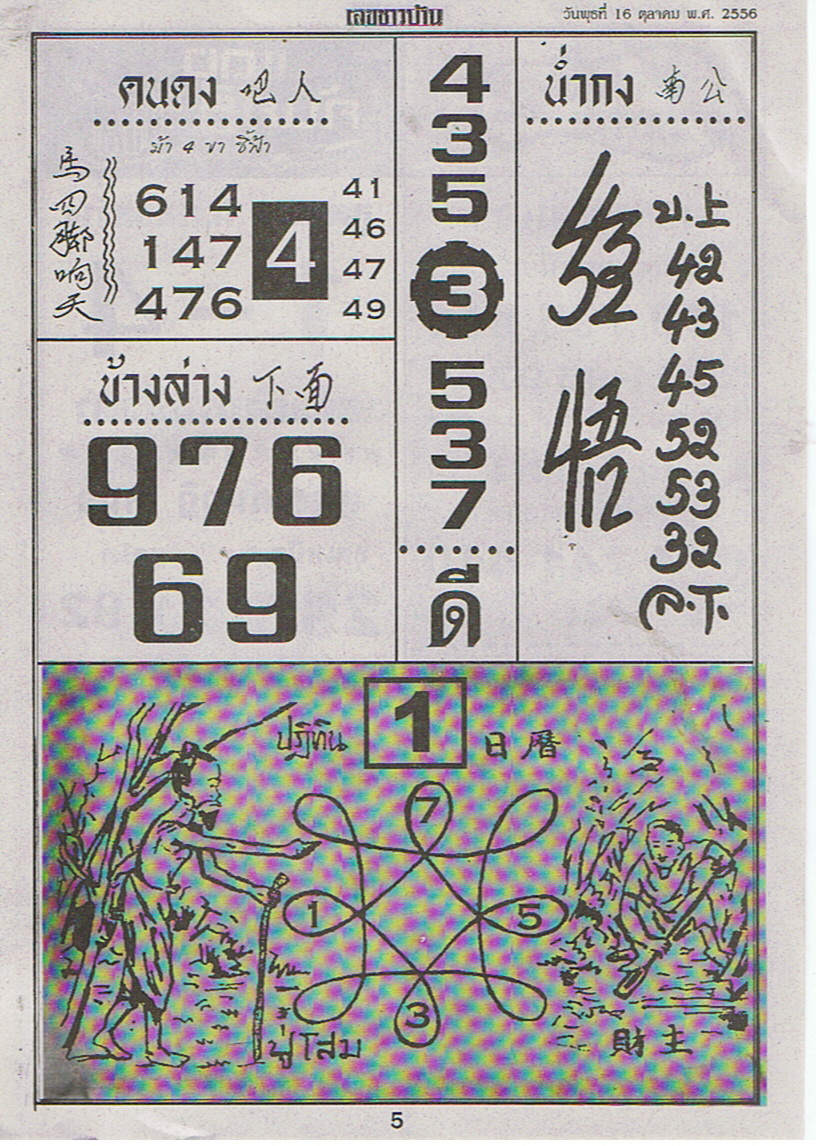 เลขชาวบ้าน
วันพุธที่ 16 ตุลาคม พ.ศ. 2556
คนดง 吧人
ม้า 4 ขา ชี้ฟ้า
馬四腳响天
614
147
476
4
41
46
47
49
ข้างล่าง 下面
976
69
4
3
5
3
5
3
7
ดี
น่ำกง 南公
บ.上
42
43
45
52
53
32
ล.下
1
ปฏิทิน
日曆
7
1
5
3
ปู่โสม
財主
5